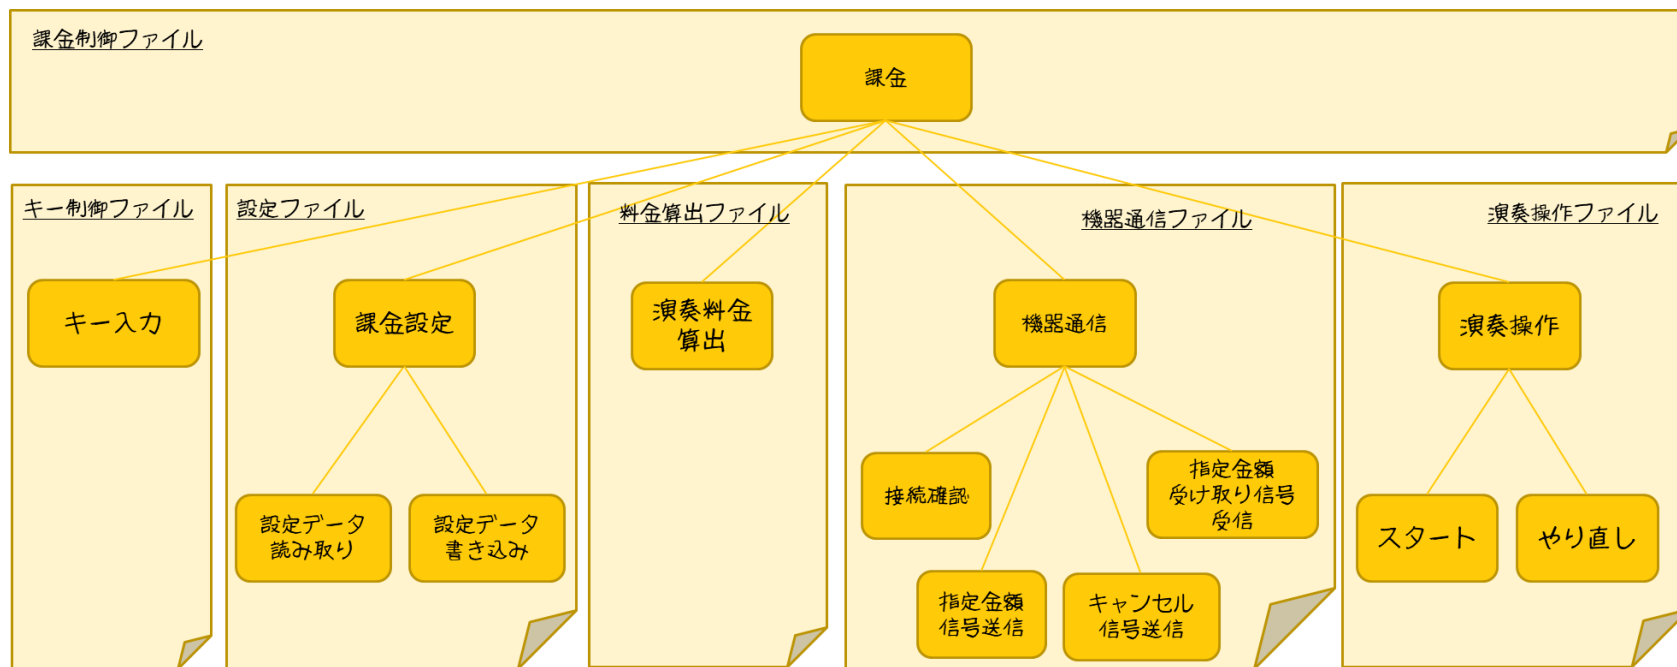 課金制御ファイル
課金
キー制御ファイル
キー入力
設定ファイル
課金設定
設定データ
読み取り
設定データ
書き込み
料金算出ファイル
演奏料金
算出
機器通信ファイル
機器通信
接続確認
指定金額
信号送信
キャンセル
信号送信
指定金額
受け取り信号
受信
演奏操作ファイル
演奏操作
スタート
やり直し